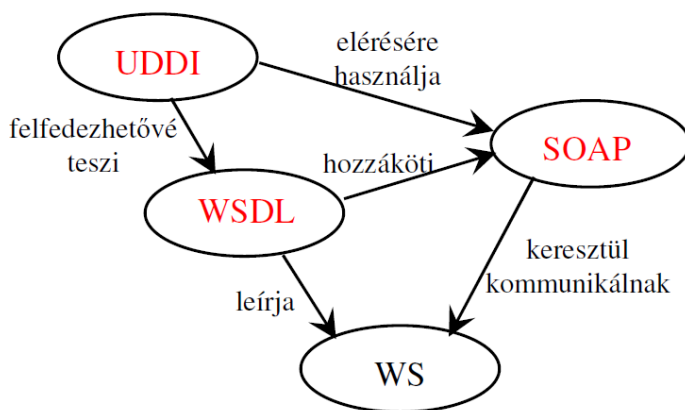 UDDI
elérésére
használja
felfedezhetővé
teszi
SOAP
hozzáköti
WSDL
keresztül
kommunikálnak
leírja
WS